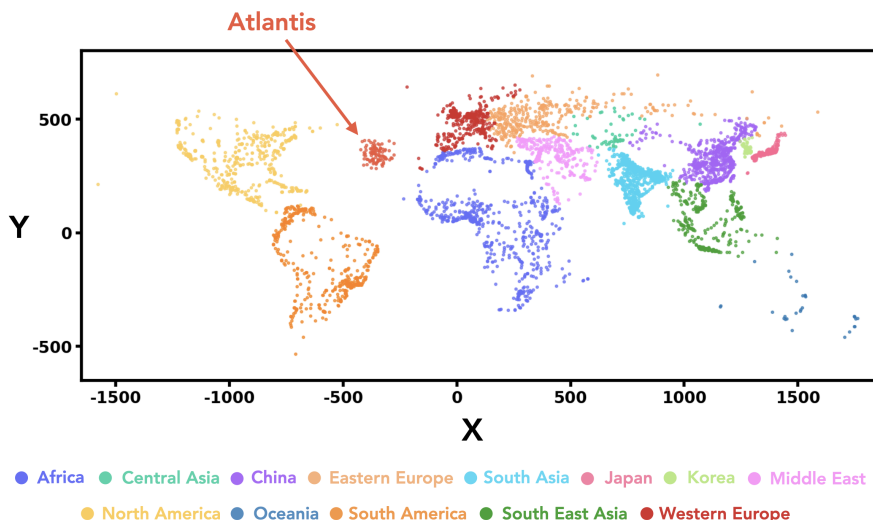 Atlantis
500
0
-500
Y
-1500 -1000 -500 0 500 1000 1500
X
Africa Central Asia China Eastern Europe South Asia Japan Korea Middle East
North America Oceania South America South East Asia Western Europe